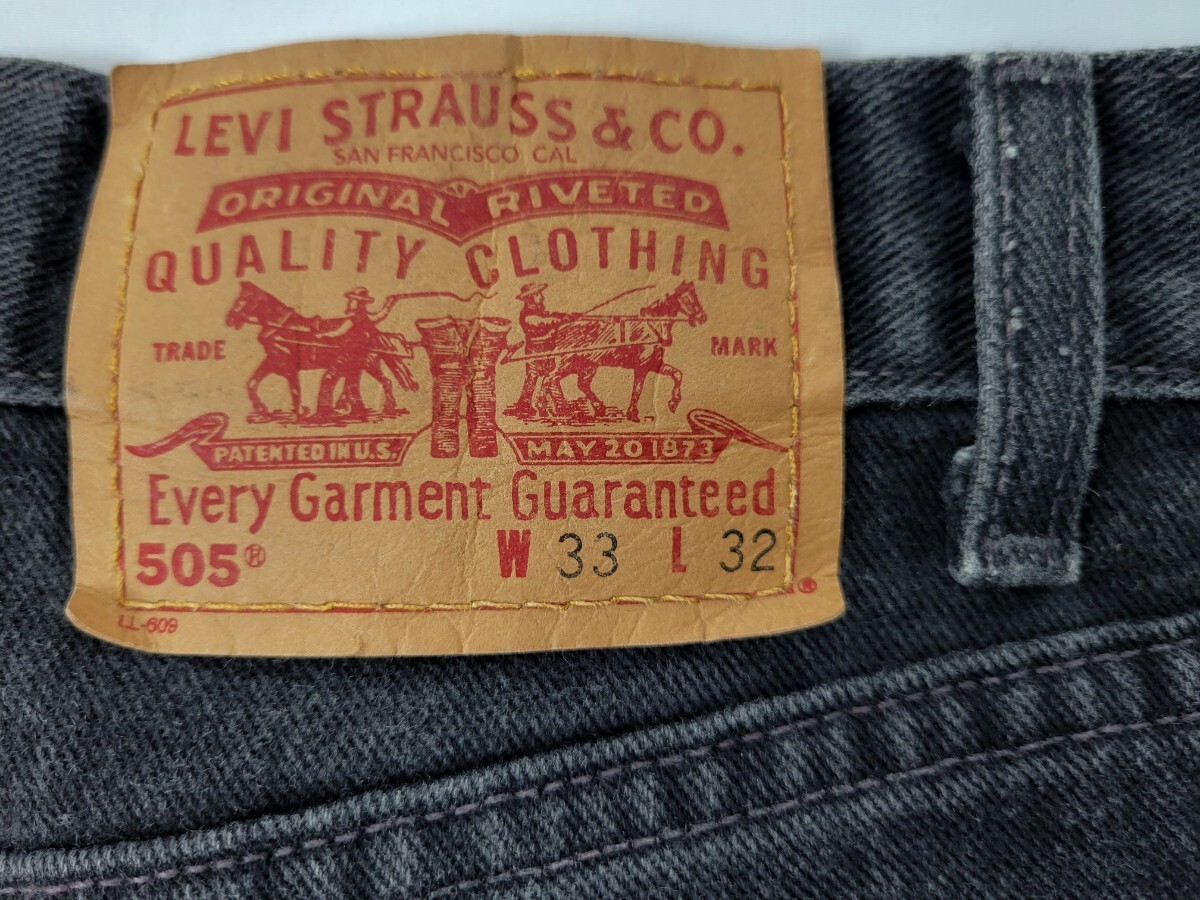 LEVI STRAUSS & CO.
SAN FRANCISCO CAL
ORIGINAL RIVETED
QUALITY CLOTHING
TRADE MARK
PATENTED IN U.S. MAY 20 1873
Every Garment Guaranteed
505® W 33 L 32
®
LL-609